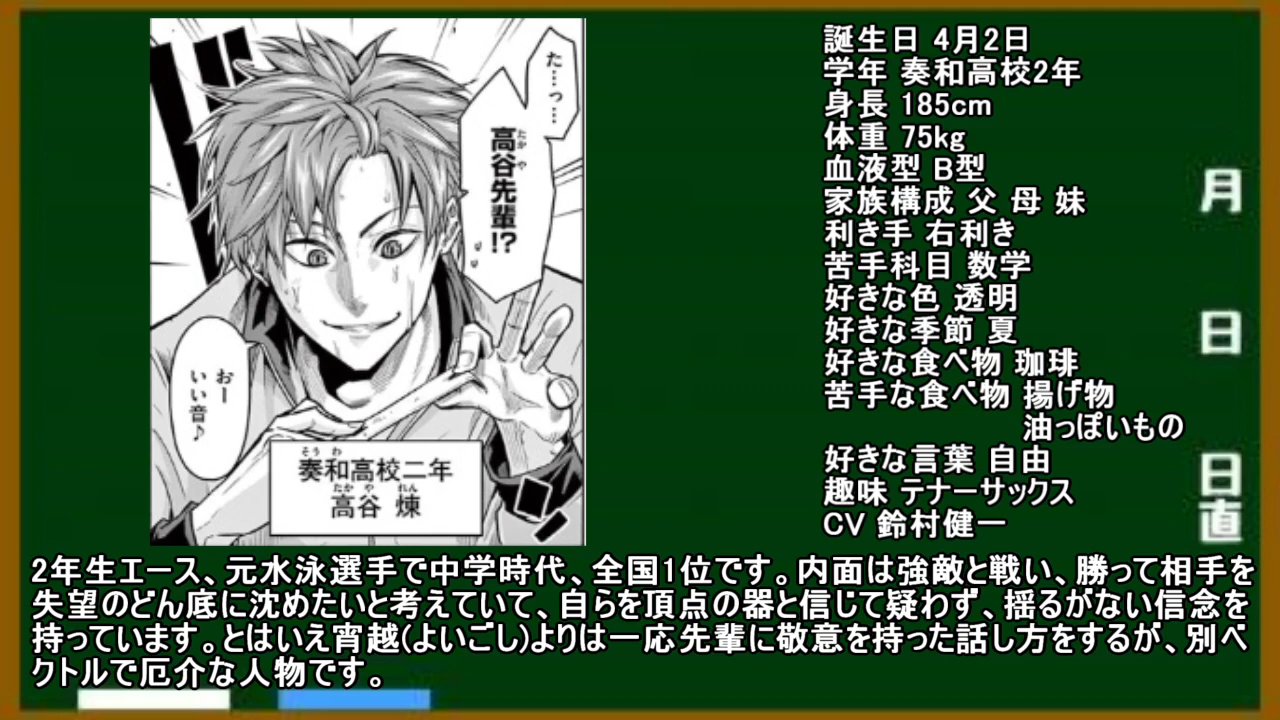 た…っ…
高谷先輩!?
たかや
おー
いい音♪
そうわ
奏和高校二年
たかや れん
高谷 煉
誕生日 4月2日
学年 奏和高校2年
身長 185cm
体重 75kg
血液型 B型
家族構成 父 母 妹
利き手 右利き
苦手科目 数学
好きな色 透明
好きな季節 夏
好きな食べ物 珈琲
苦手な食べ物 揚げ物
油っぽいもの
好きな言葉 自由
趣味 テナーサックス
CV 鈴村健一
月
日
日直
2年生エース、元水泳選手で中学時代、全国1位です。内面は強敵と戦い、勝って相手を
失望のどん底に沈めたいと考えていて、自らを頂点の器と信じて疑わず、揺るがない信念を
持っています。とはいえ宵越(よいごし)よりは一応先輩に敬意を持った話し方をするが、別ベ
クトルで厄介な人物です。